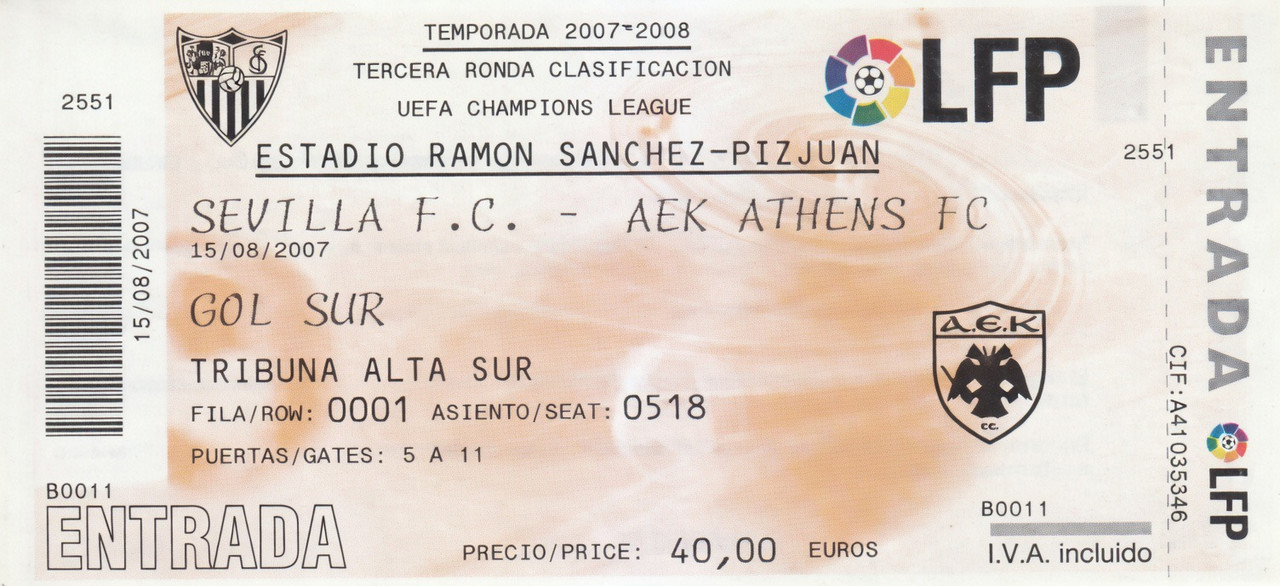 TEMPORADA 2007-2008
TERCERA RONDA CLASIFICACION
UEFA CHAMPIONS LEAGUE
LFP
2551
ESTADIO RAMON SANCHEZ-PIZJUAN
2551
SEVILLA F.C. - AEK ATHENS FC
15/08/2007
15/08/2007
GOL SUR
A.E.K
TRIBUNA ALTA SUR
FILA/ROW: 0001 ASIENTO/SEAT: 0518
PUERTAS/GATES: 5 A 11
B0011
ENTRADA
PRECIO/PRICE: 40,00 EUROS
B0011
I.V.A. incluido
CIF:A41035346
ENTRADA
LFP